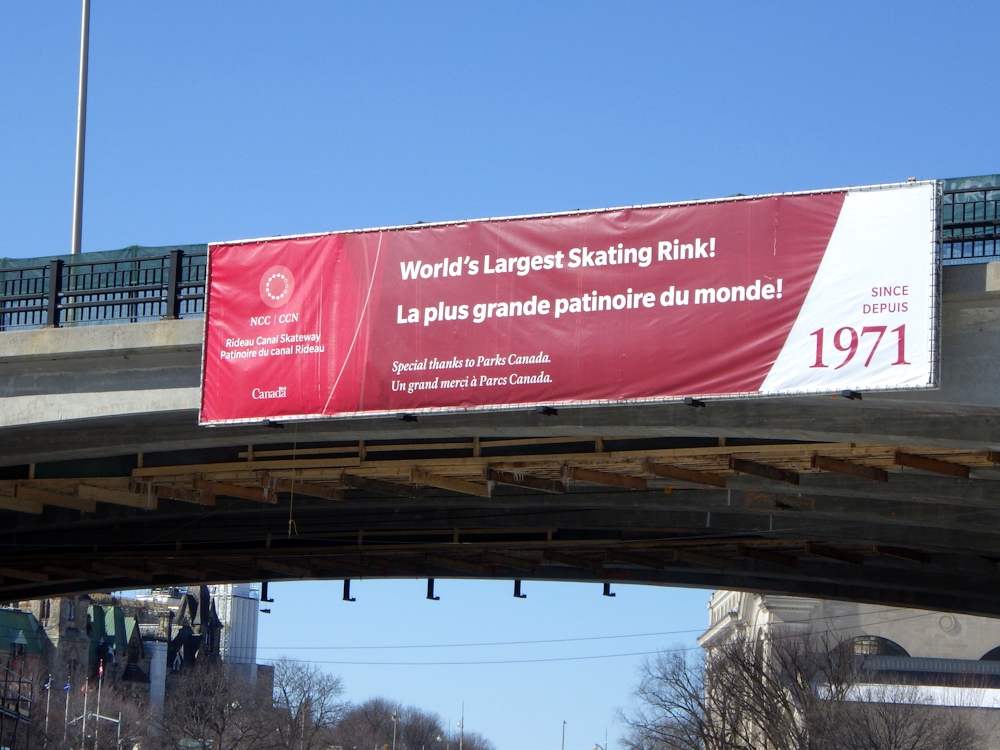 World's Largest Skating Rink!
La plus grande patinoire du monde!
NCC | CCN
Rideau Canal Skateway
Patinoire du canal Rideau
Canada
Special thanks to Parks Canada.
Un grand merci à Parcs Canada.
SINCE
DEPUIS
1971